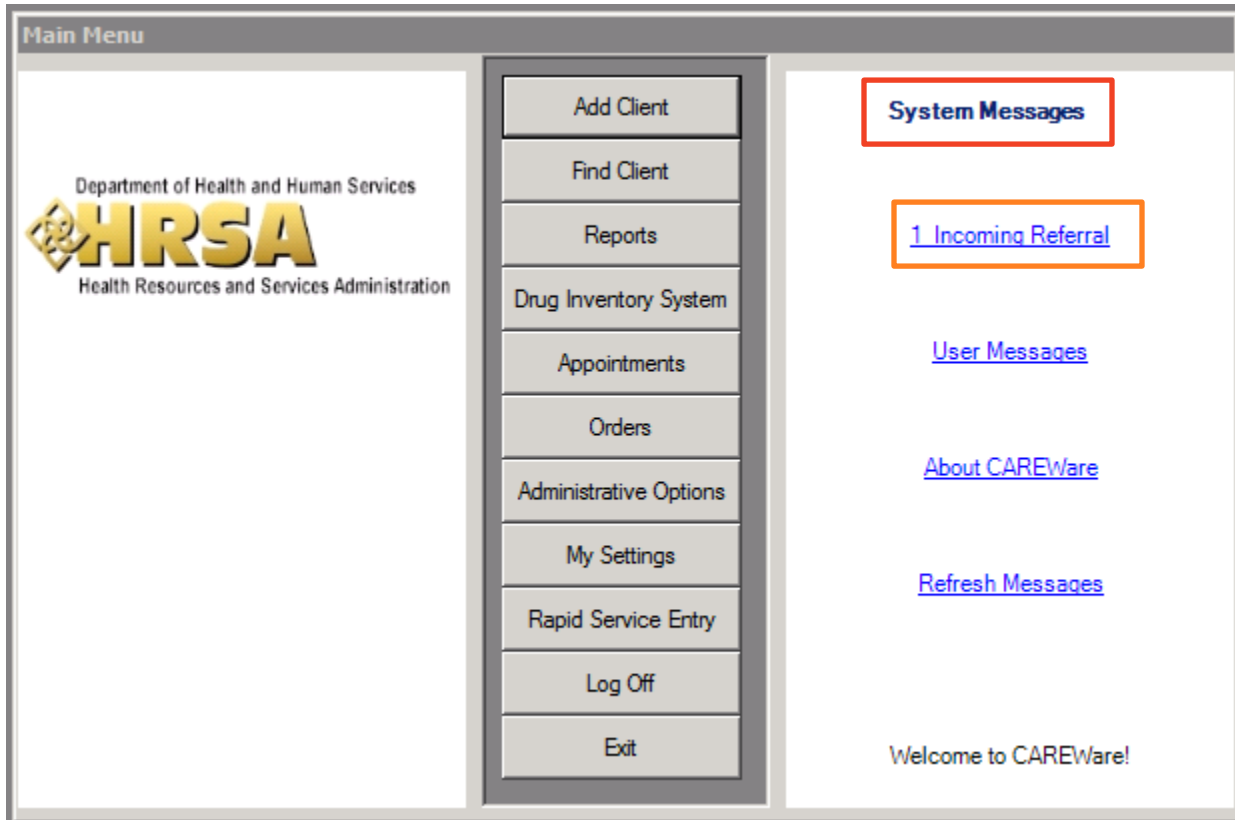 Main Menu
Department of Health and Human Services
HRSA
Health Resources and Services Administration
Add Client
Find Client
Reports
Drug Inventory System
Appointments
Orders
Administrative Options
My Settings
Rapid Service Entry
Log Off
Exit
System Messages
1 Incoming Referral
User Messages
About CAREWare
Refresh Messages
Welcome to CAREWare!